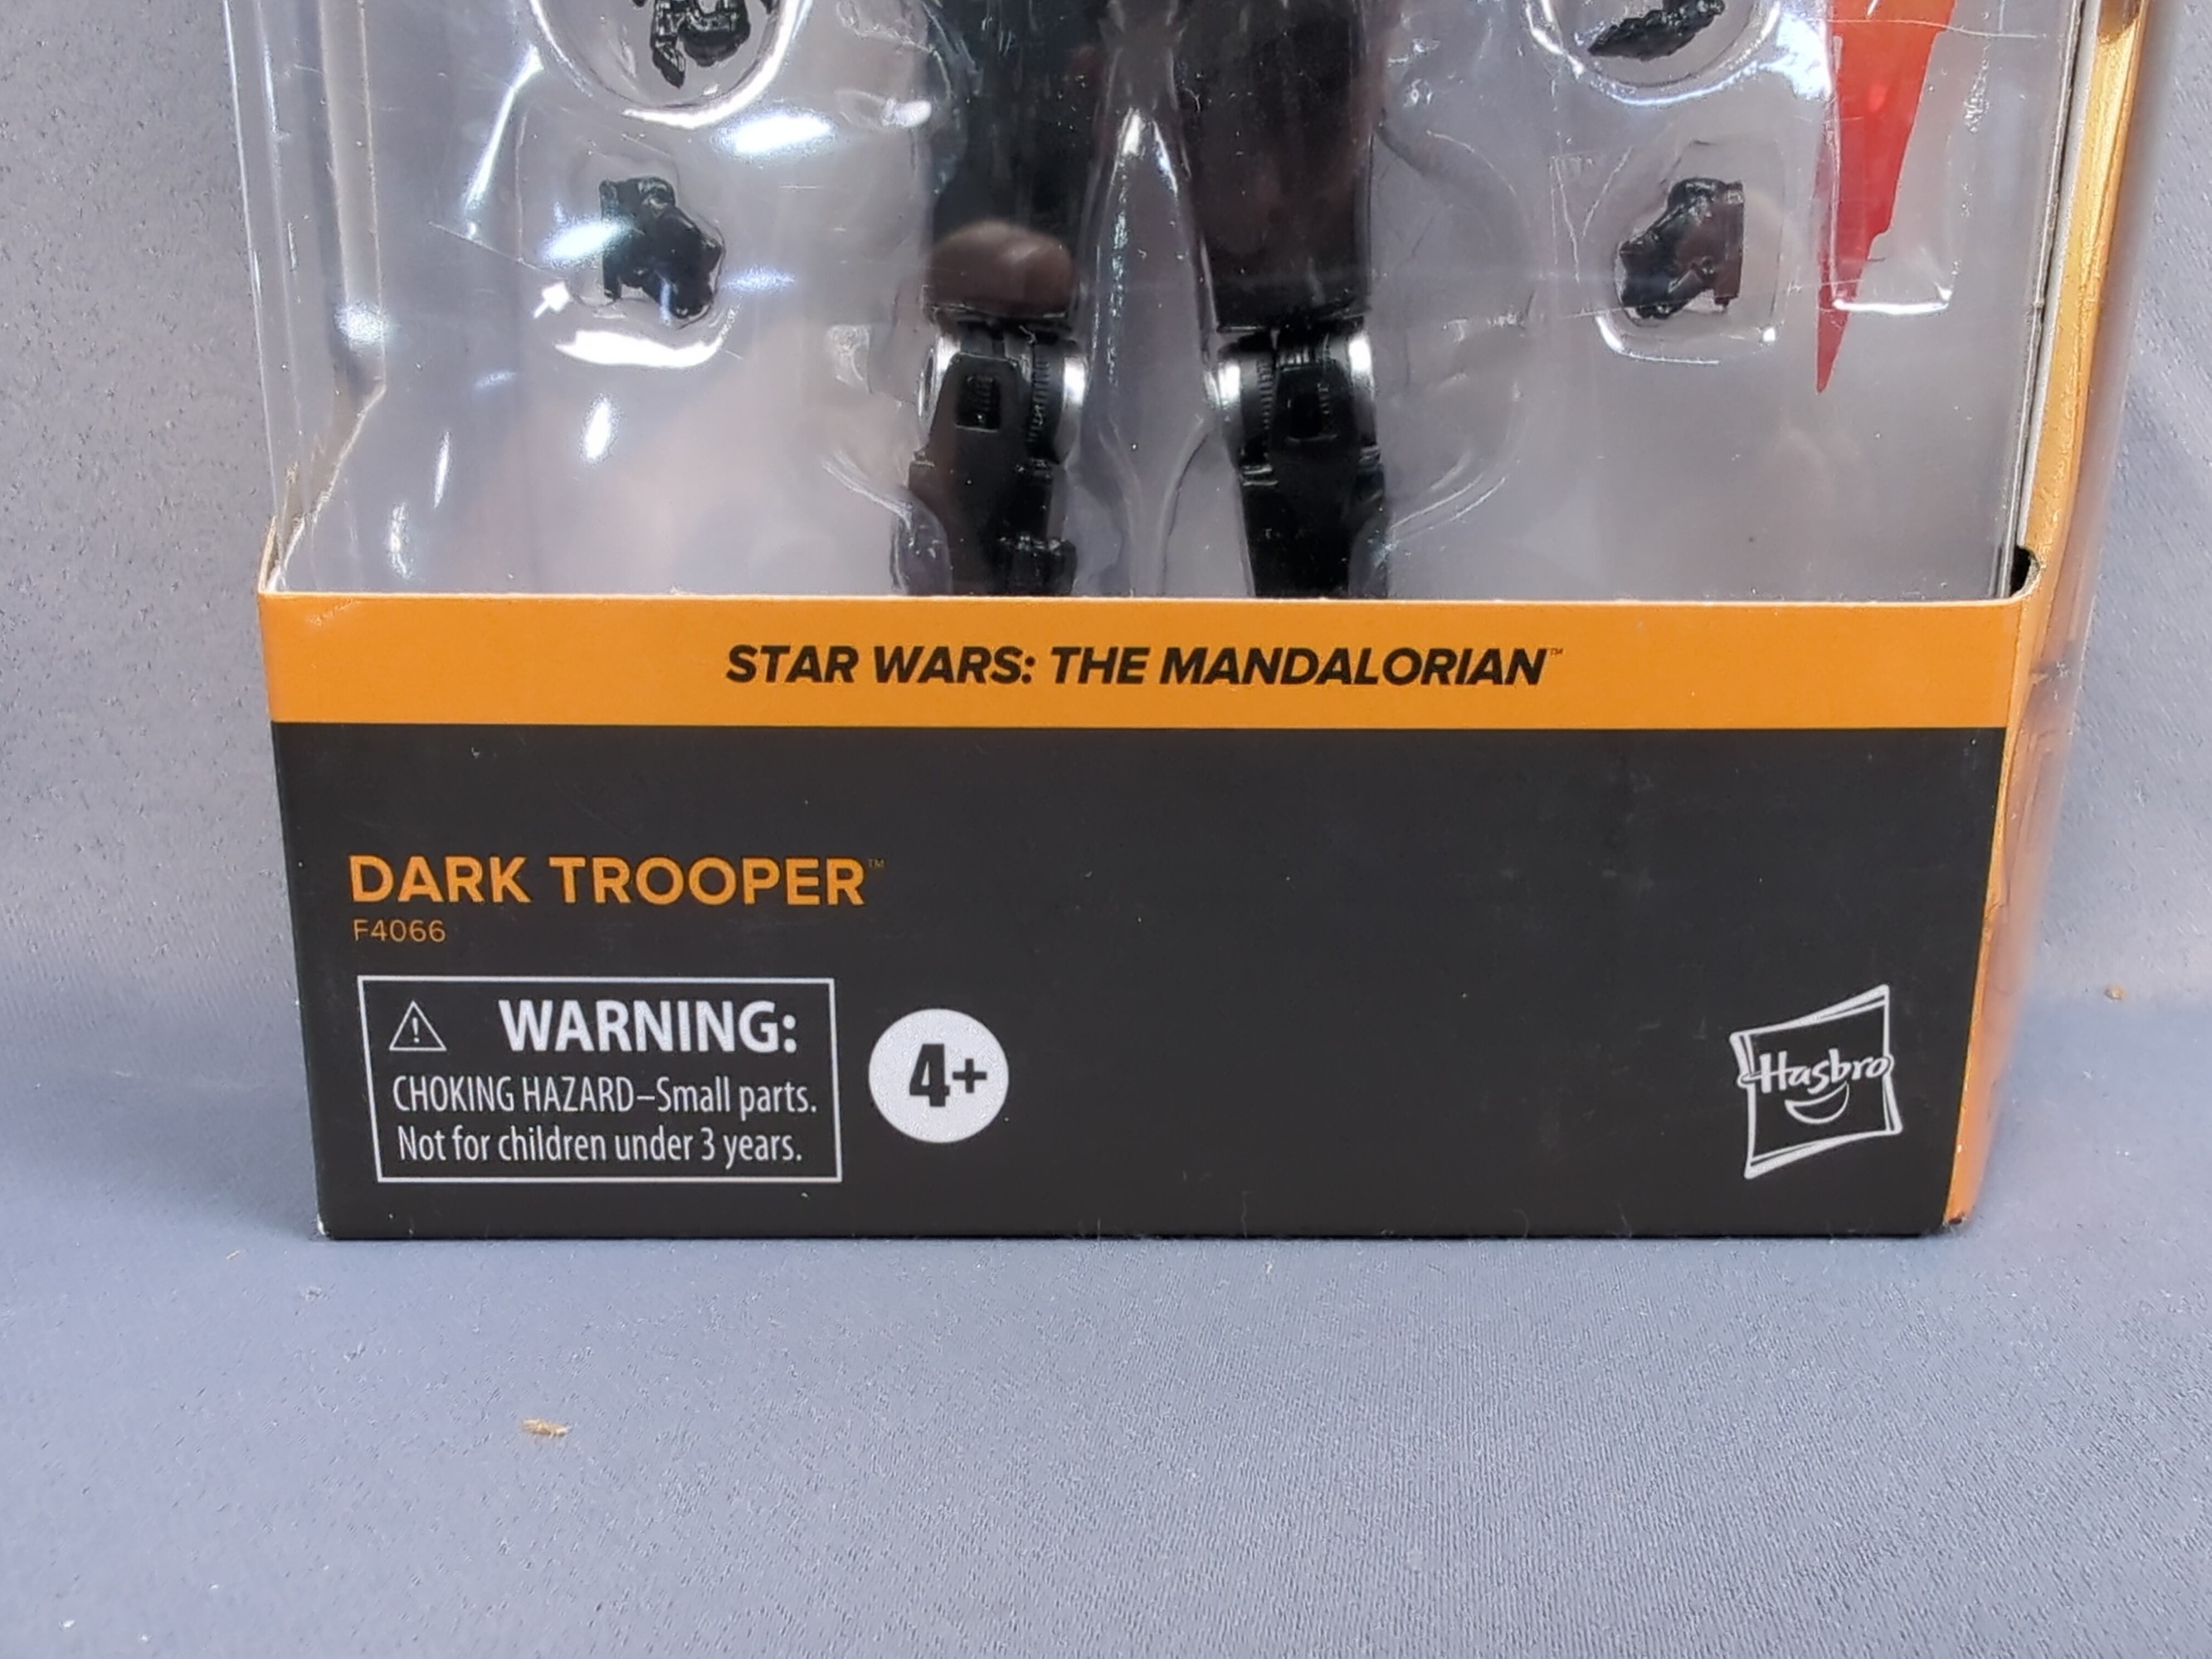 STAR WARS: THE MANDALORIAN™
DARK TROOPER™
F4066
WARNING:
CHOKING HAZARD–Small parts.
Not for children under 3 years.
4+
Hasbro